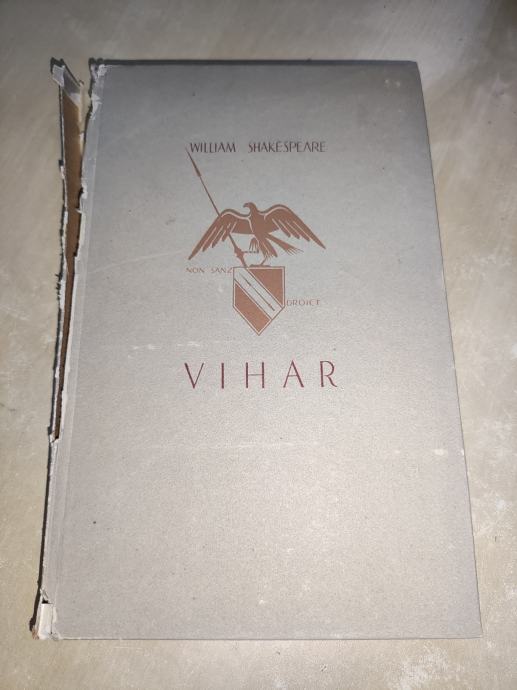 WILLIAM SHAKESPEARE
NON SANZ
DROICT
VIHAR